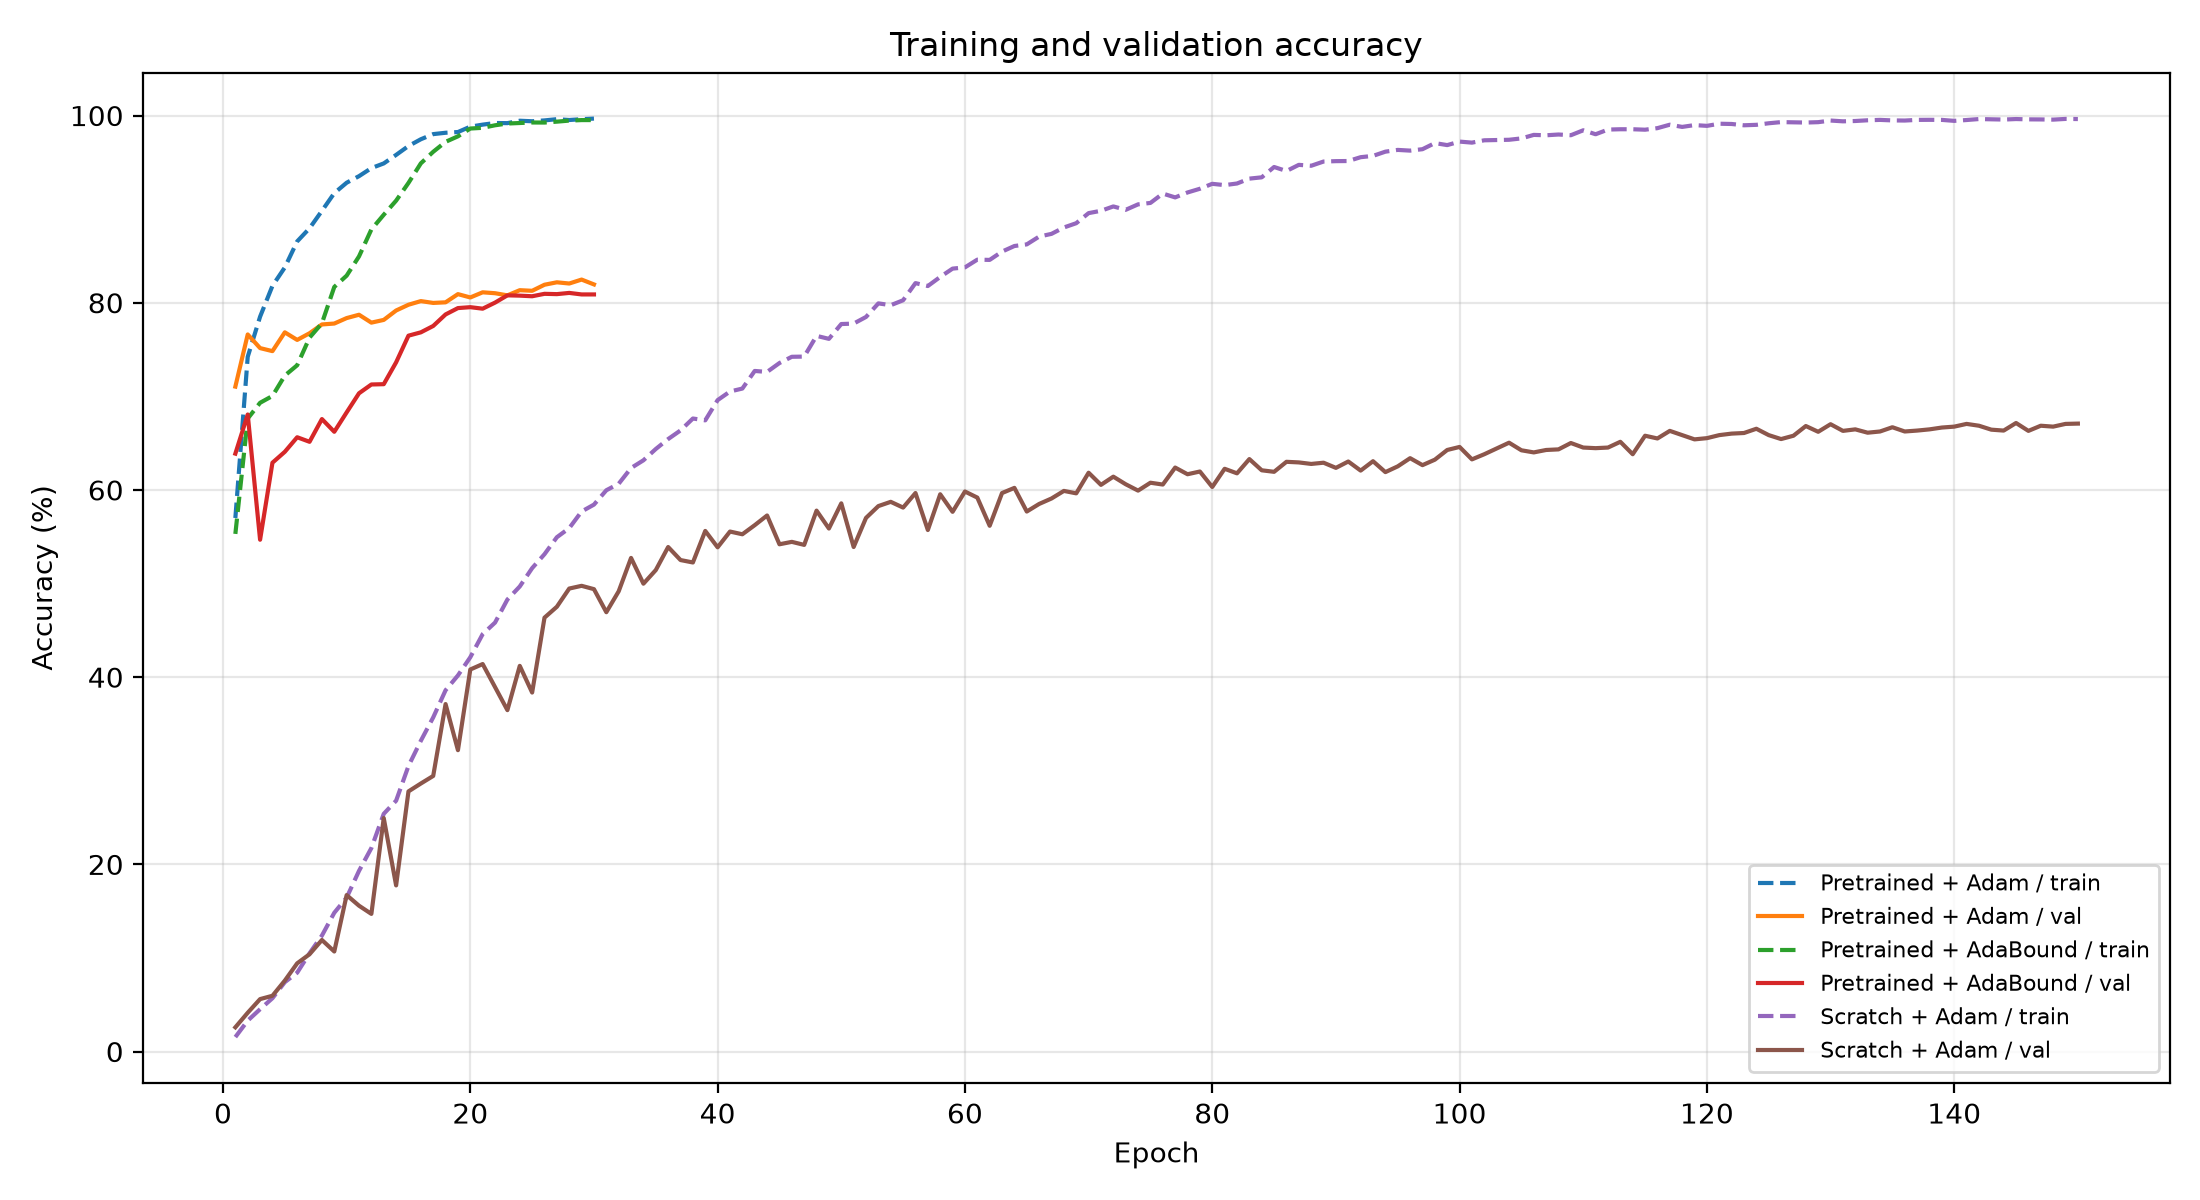 Training and validation accuracy
Accuracy (%)
100
80
60
40
20
0
Pretrained + Adam / train
Pretrained + Adam / val
Pretrained + AdaBound / train
Pretrained + AdaBound / val
Scratch + Adam / train
Scratch + Adam / val
0 20 40 60 80 100 120 140
Epoch